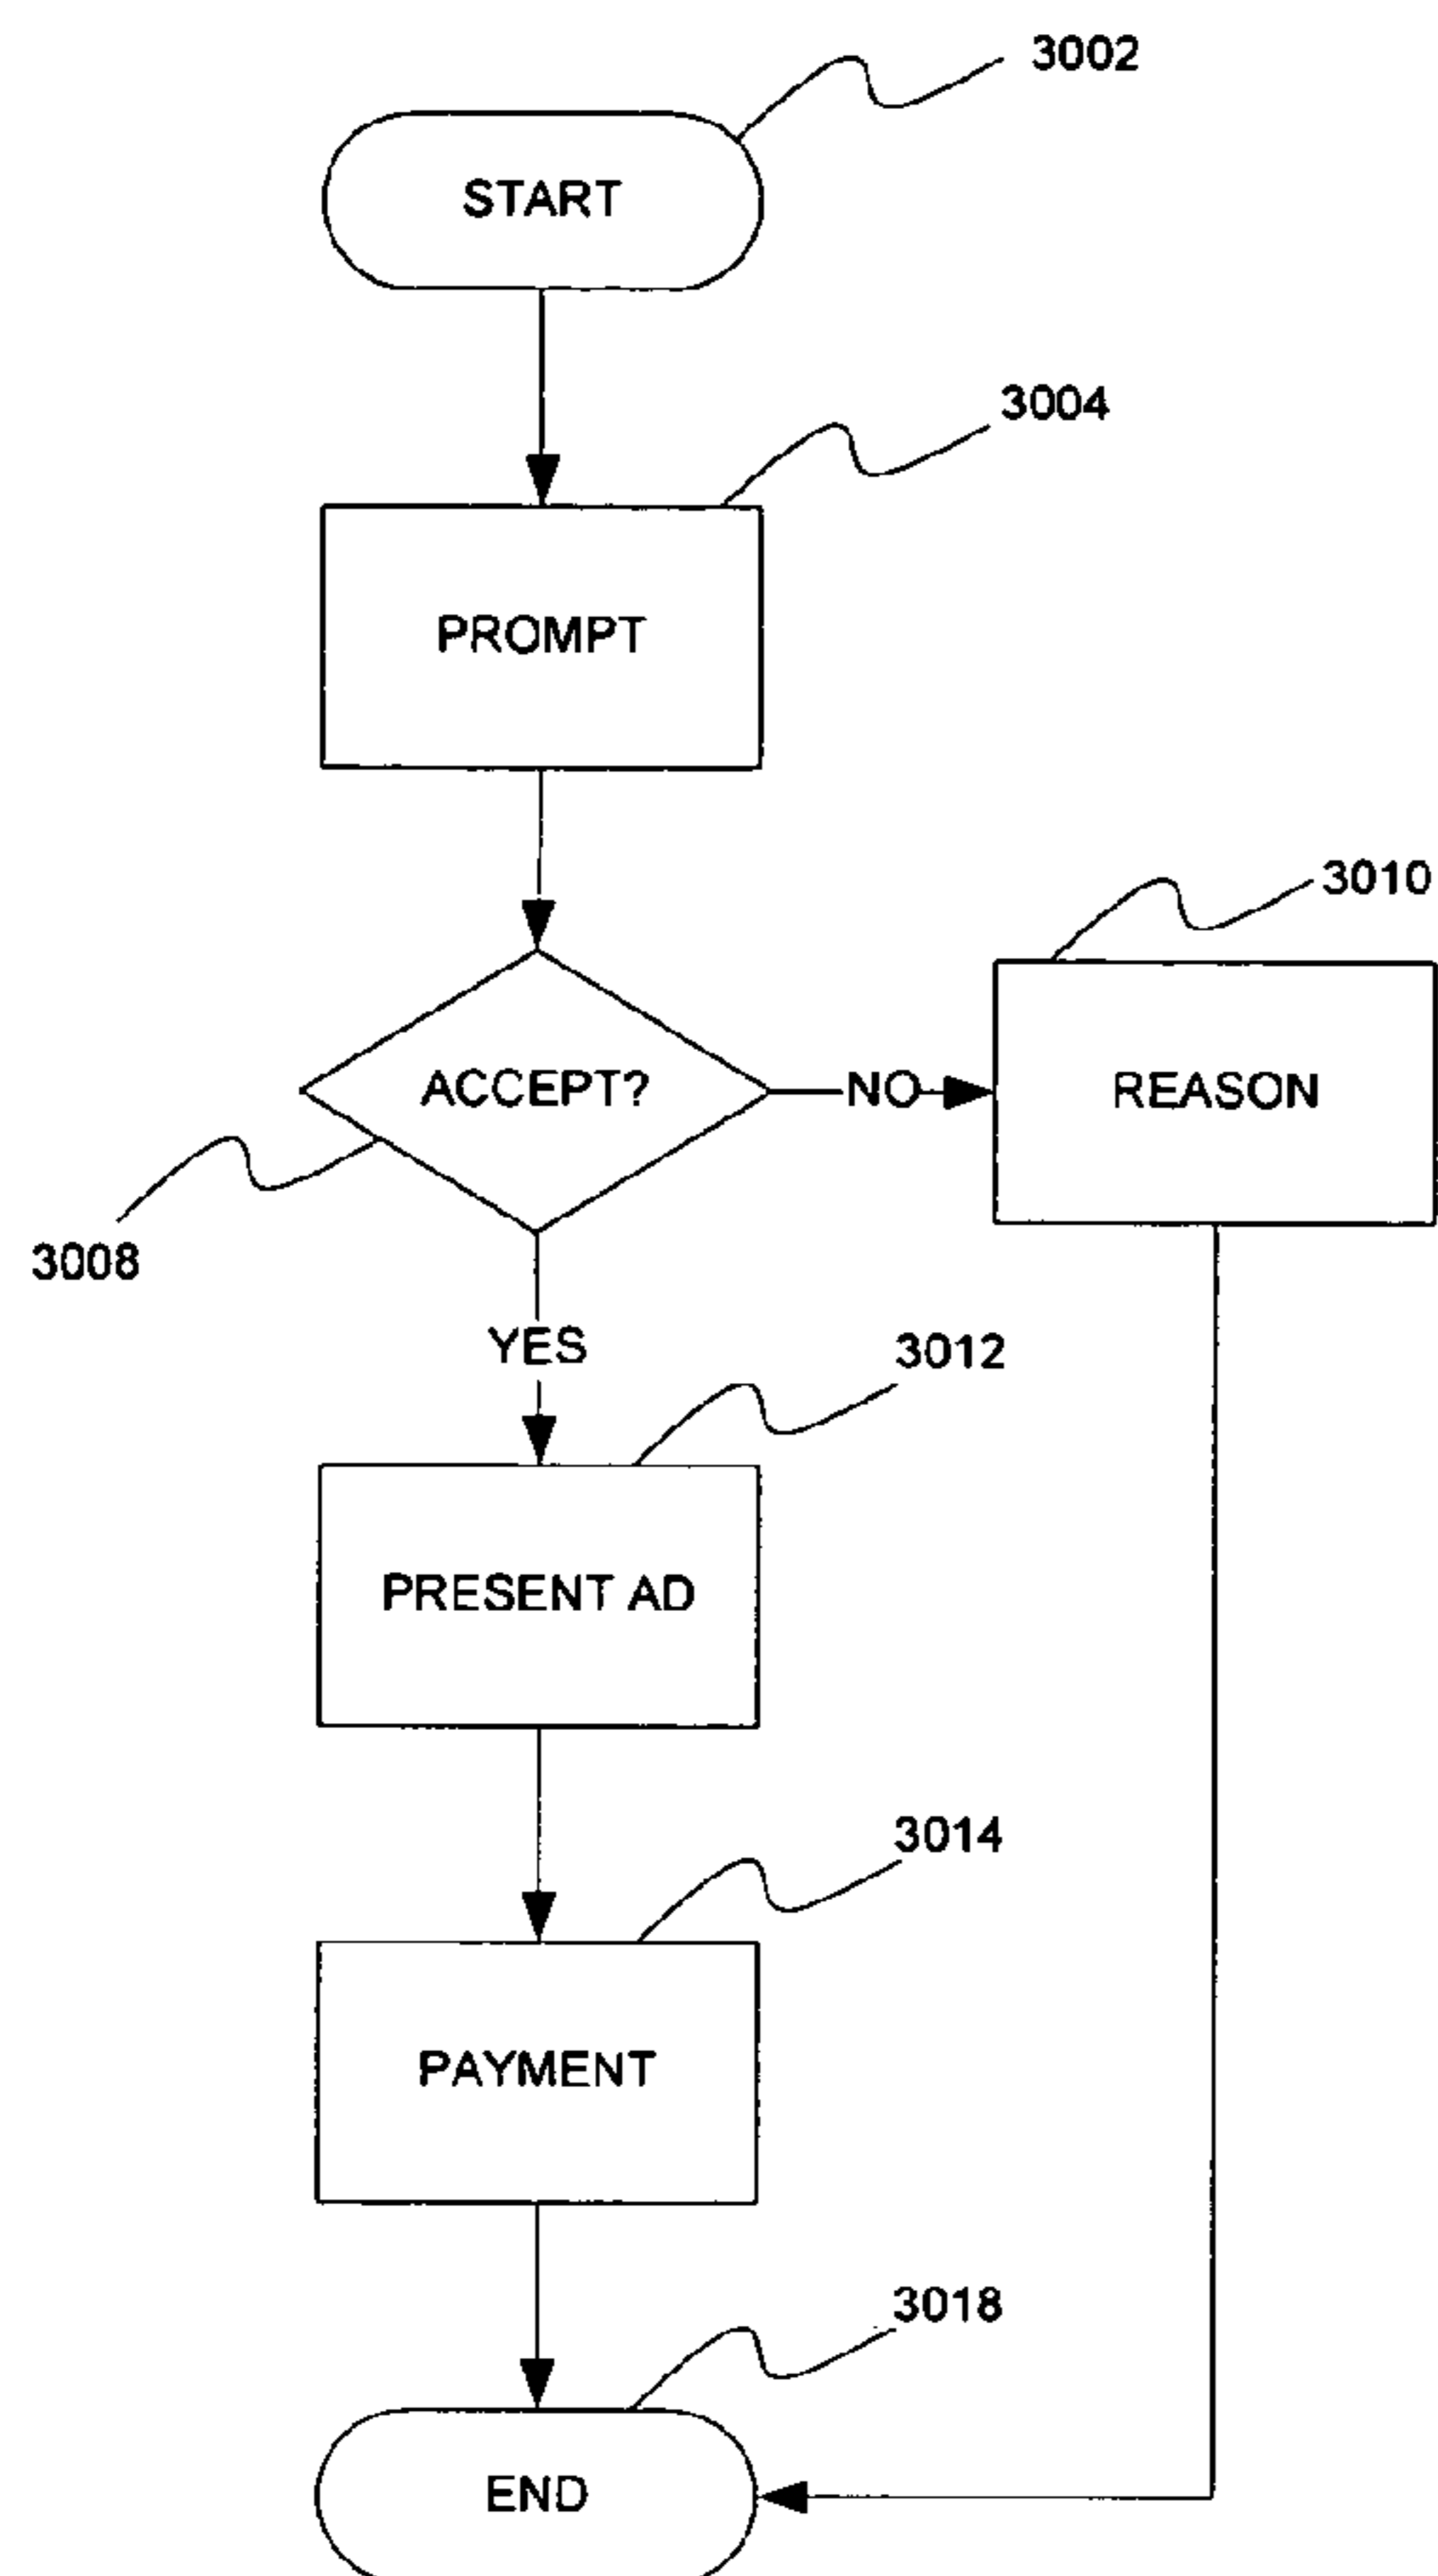 3002
START
3004
PROMPT
3010
ACCEPT?
NO
REASON
3008
YES
3012
PRESENT AD
3014
PAYMENT
3018
END